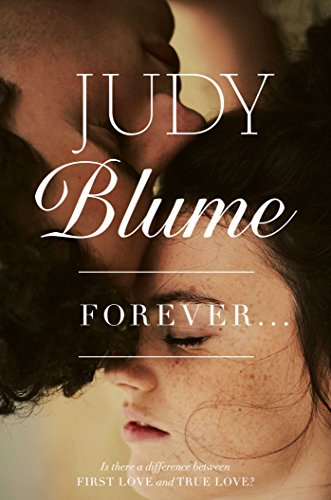 JUDY
Blume
FOREVER...
Is there a difference between
FIRST LOVE and TRUE LOVE?